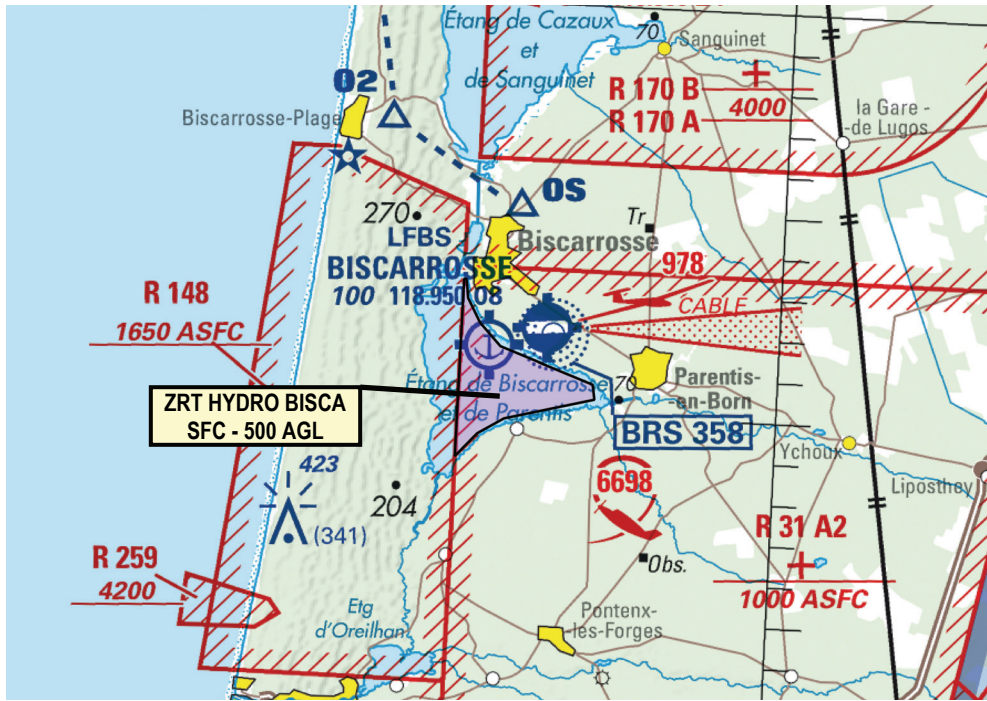 Étang de Cazaux
et
de Sanguinet
70
Sanguinet
O2
Biscarrosse-Plage
R 170 B
R 170 A
4000
la Gare -
-de Lugos
OS
270
Tr
LFBS
Biscarrosse
BISCARROSSE
100 118.950 08
978
CABLE
R 148
1650 ASFC
Étang de Biscarrosse
et de Parentis
70
Parentis-
-en-Born
ZRT HYDRO BISCA
SFC - 500 AGL
BRS 358
Ychoux
Liposthey
423
(341)
204
6698
R 31 A2
1000 ASFC
Obs.
R 259
4200
Etg
d'Oreilhan
Pontenx-
-les-Forges